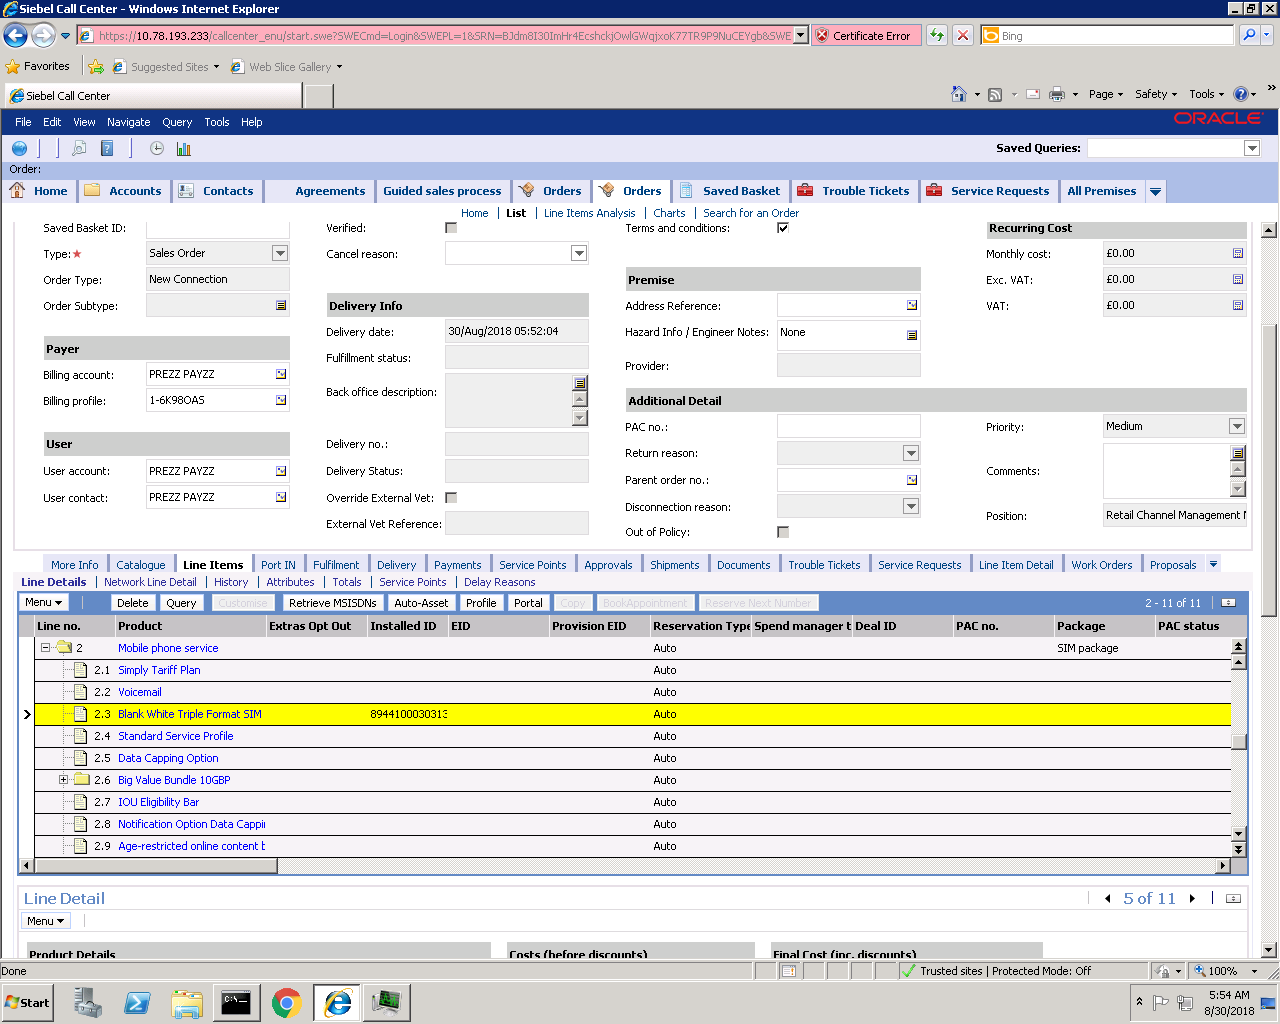 Siebel Call Center - Windows Internet Explorer
https://10.78.193.233/callcenter_enu/start.swe?SWECmd=Login&SWEPL=1&SRN=BJdm8I30ImHr4EcshckjOwlGWqjxoK77TR9P9NuCEYgb&SWE
Certificate Error
Bing
Favorites
Suggested Sites
Web Slice Gallery
Siebel Call Center
Page
Safety
Tools
File Edit View Navigate Query Tools Help
ORACLE
Saved Queries:
Order:
Home Accounts Contacts Agreements Guided sales process Orders Orders Saved Basket Trouble Tickets Service Requests All Premises
Home | List | Line Items Analysis | Charts | Search for an Order
Saved Basket ID:
Verified:
Terms and conditions:
Recurring Cost
Type: Sales Order
Cancel reason:
Monthly cost: £0.00
Order Type: New Connection
Premise
Exc. VAT: £0.00
Order Subtype:
Delivery Info
Address Reference:
VAT: £0.00
Delivery date: 30/Aug/2018 05:52:04
Hazard Info / Engineer Notes: None
Payer
Fulfillment status:
Provider:
Billing account: PREZZ PAYZZ
Back office description:
Additional Detail
Billing profile: 1-6K98OA5
PAC no.:
Priority: Medium
User
Delivery no.:
Return reason:
User account: PREZZ PAYZZ
Delivery Status:
Parent order no.:
Comments:
User contact: PREZZ PAYZZ
Override External Vet:
Disconnection reason:
Position: Retail Channel Management
External Vet Reference:
Out of Policy:
More Info Catalogue Line Items Port IN Fulfilment Delivery Payments Service Points Approvals Shipments Documents Trouble Tickets Service Requests Line Item Detail Work Orders Proposals
Line Details | Network Line Detail | History | Attributes | Totals | Service Points | Delay Reasons
Menu Delete Query Customise Retrieve MSISDNs Auto-Asset Profile Portal Copy BookAppointment Reserve Next Number 2 - 11 of 11
Line no. Product Extras Opt Out Installed ID EID Provision EID Reservation Type Spend manager t Deal ID PAC no. Package PAC status
2 Mobile phone service Auto SIM package
2.1 Simply Tariff Plan Auto
2.2 Voicemail Auto
2.3 Blank White Triple Format SIM 8944100030313 Auto
2.4 Standard Service Profile Auto
2.5 Data Capping Option Auto
2.6 Big Value Bundle 10GBP Auto
2.7 IOU Eligibility Bar Auto
2.8 Notification Option Data Cappi Auto
2.9 Age-restricted online content b Auto
Line Detail
5 of 11
Menu
Product Details
Costs (before discounts)
Final Cost (inc. discounts)
Done
Trusted sites | Protected Mode: Off
100%
Start
5:54 AM
8/30/2018